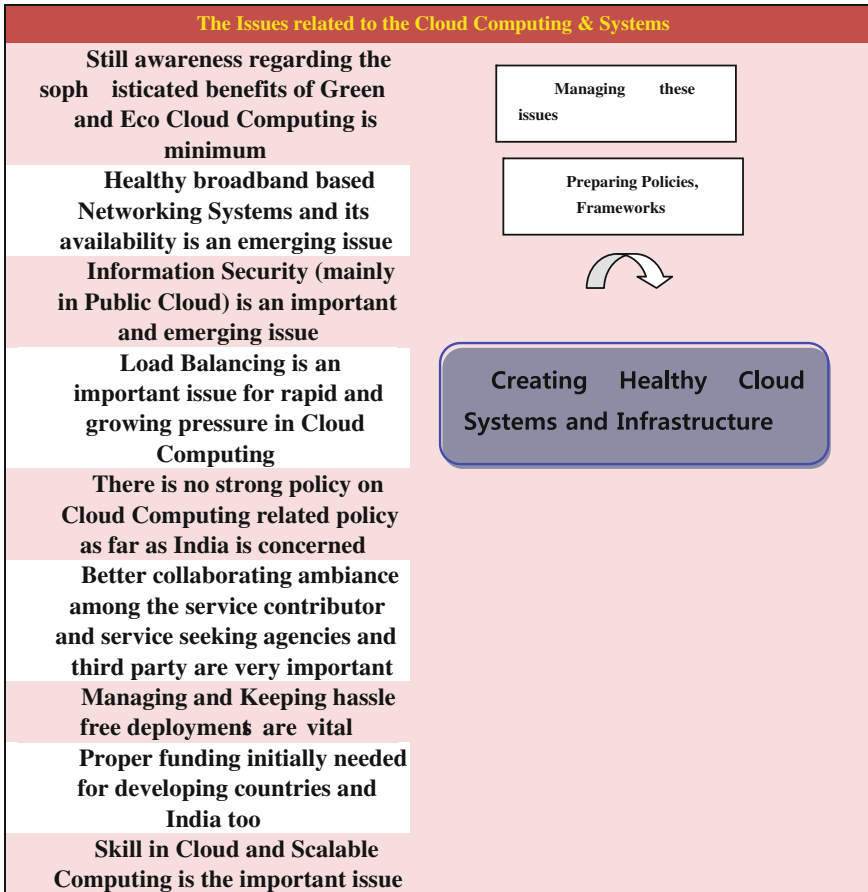 The Issues related to the Cloud Computing & Systems
Still awareness regarding the
soph isticated benefits of Green
and Eco Cloud Computing is
minimum
Healthy broadband based
Networking Systems and its
availability is an emerging issue
Information Security (mainly
in Public Cloud) is an important
and emerging issue
Load Balancing is an
important issue for rapid and
growing pressure in Cloud
Computing
There is no strong policy on
Cloud Computing related policy
as far as India is concerned
Better collaborating ambiance
among the service contributor
and service seeking agencies and
third party are very important
Managing and Keeping hassle
free deployments are vital
Proper funding initially needed
for developing countries and
India too
Skill in Cloud and Scalable
Computing is the important issue
Managing these
issues
Preparing Policies,
Frameworks
Creating Healthy Cloud
Systems and Infrastructure